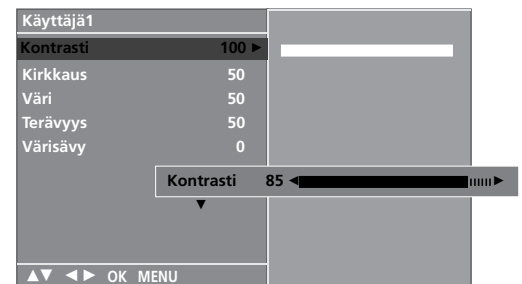 Käyttäjä1
Kontrasti 100 ►
Kirkkaus 50
Väri 50
Terävyys 50
Värisävy 0
Kontrasti 85 ◄ ►
▼
▲▼ ◄► OK MENU